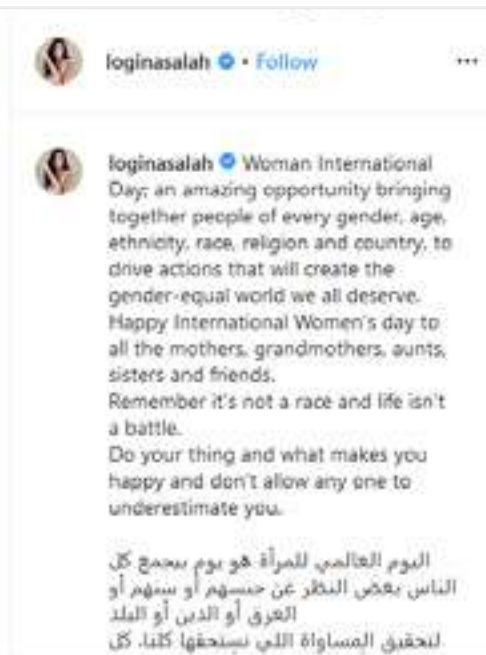 loginasalah • Follow
loginasalah Woman International
Day; an amazing opportunity bringing
together people of every gender, age,
ethnicity, race, religion and country, to
drive actions that will create the
gender-equal world we all deserve.
Happy International Women's day to
all the mothers, grandmothers, aunts,
sisters and friends.
Remember it's not a race and life isn't
a battle.
Do your thing and what makes you
happy and don't allow any one to
underestimate you.
اليوم العالمي للمرأة هو يوم بيجمع كل
الناس بغض النظر عن جنسهم أو سنهم أو
العرق أو الدين أو البلد
لتحقيق المساواة اللي نستحقها كلنا. كل